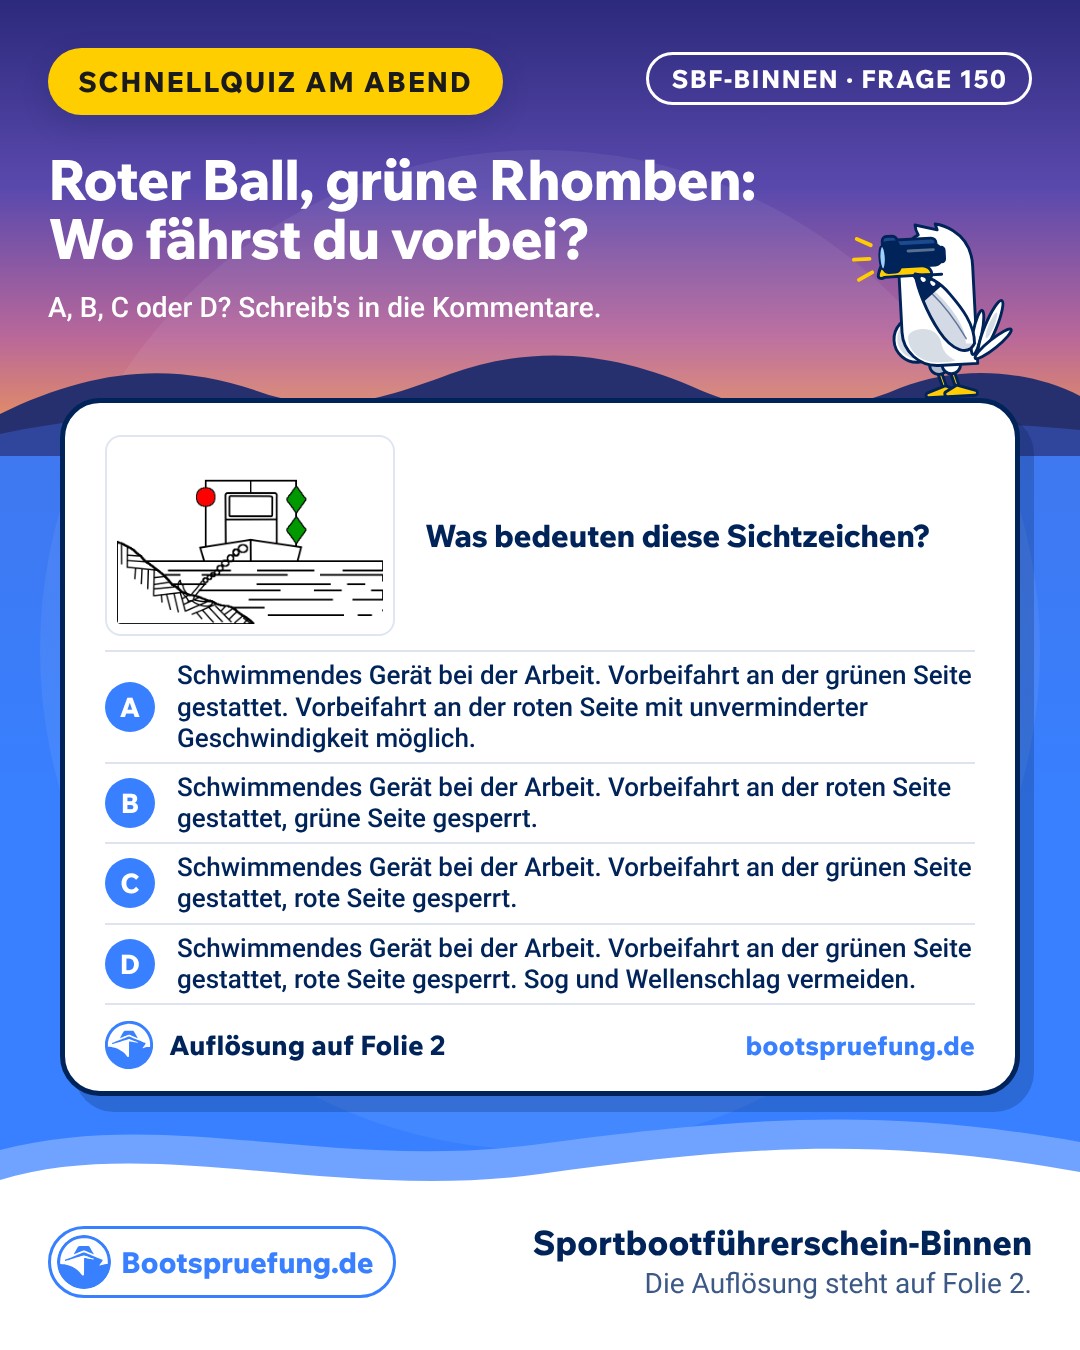 SCHNELLQUIZ AM ABEND
SBF-BINNEN · FRAGE 150
Roter Ball, grüne Rhomben:
Wo fährst du vorbei?
A, B, C oder D? Schreib's in die Kommentare.
Was bedeuten diese Sichtzeichen?
A
Schwimmendes Gerät bei der Arbeit. Vorbeifahrt an der grünen Seite
gestattet. Vorbeifahrt an der roten Seite mit unverminderter
Geschwindigkeit möglich.
B
Schwimmendes Gerät bei der Arbeit. Vorbeifahrt an der roten Seite
gestattet, grüne Seite gesperrt.
C
Schwimmendes Gerät bei der Arbeit. Vorbeifahrt an der grünen Seite
gestattet, rote Seite gesperrt.
D
Schwimmendes Gerät bei der Arbeit. Vorbeifahrt an der grünen Seite
gestattet, rote Seite gesperrt. Sog und Wellenschlag vermeiden.
Auflösung auf Folie 2
bootspruefung.de
Bootspruefung.de
Sportbootführerschein-Binnen
Die Auflösung steht auf Folie 2.